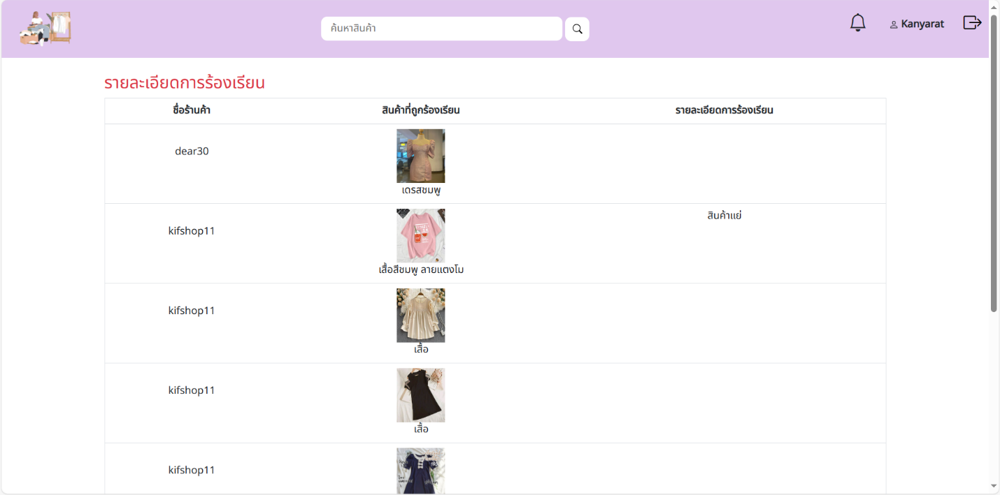 ค้นหาสินค้า
Kanyarat
รายละเอียดการร้องเรียน
ชื่อร้านค้า สินค้าที่ถูกร้องเรียน รายละเอียดการร้องเรียน
dear30
เดรสชมพู
kifshop11
สินค้าแย่
เสื้อสีชมพู ลายแตงโม
kifshop11
เสื้อ
kifshop11
เสื้อ
kifshop11